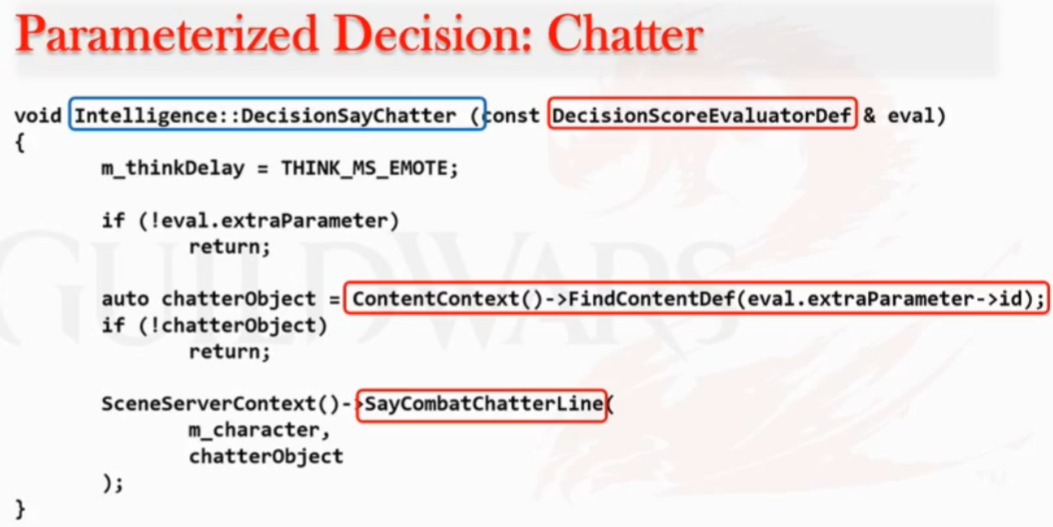 Parameterized Decision: Chatter
void Intelligence::DecisionSayChatter (const DecisionScoreEvaluatorDef & eval)
{
m_thinkDelay = THINK_MS_EMOTE;
if (!eval.extraParameter)
return;
auto chatterObject = ContentContext()->FindContentDef(eval.extraParameter->id);
if (!chatterObject)
return;
SceneServerContext()->SayCombatChatterLine(
m_character,
chatterObject
);
}
GUILDWARS
TM